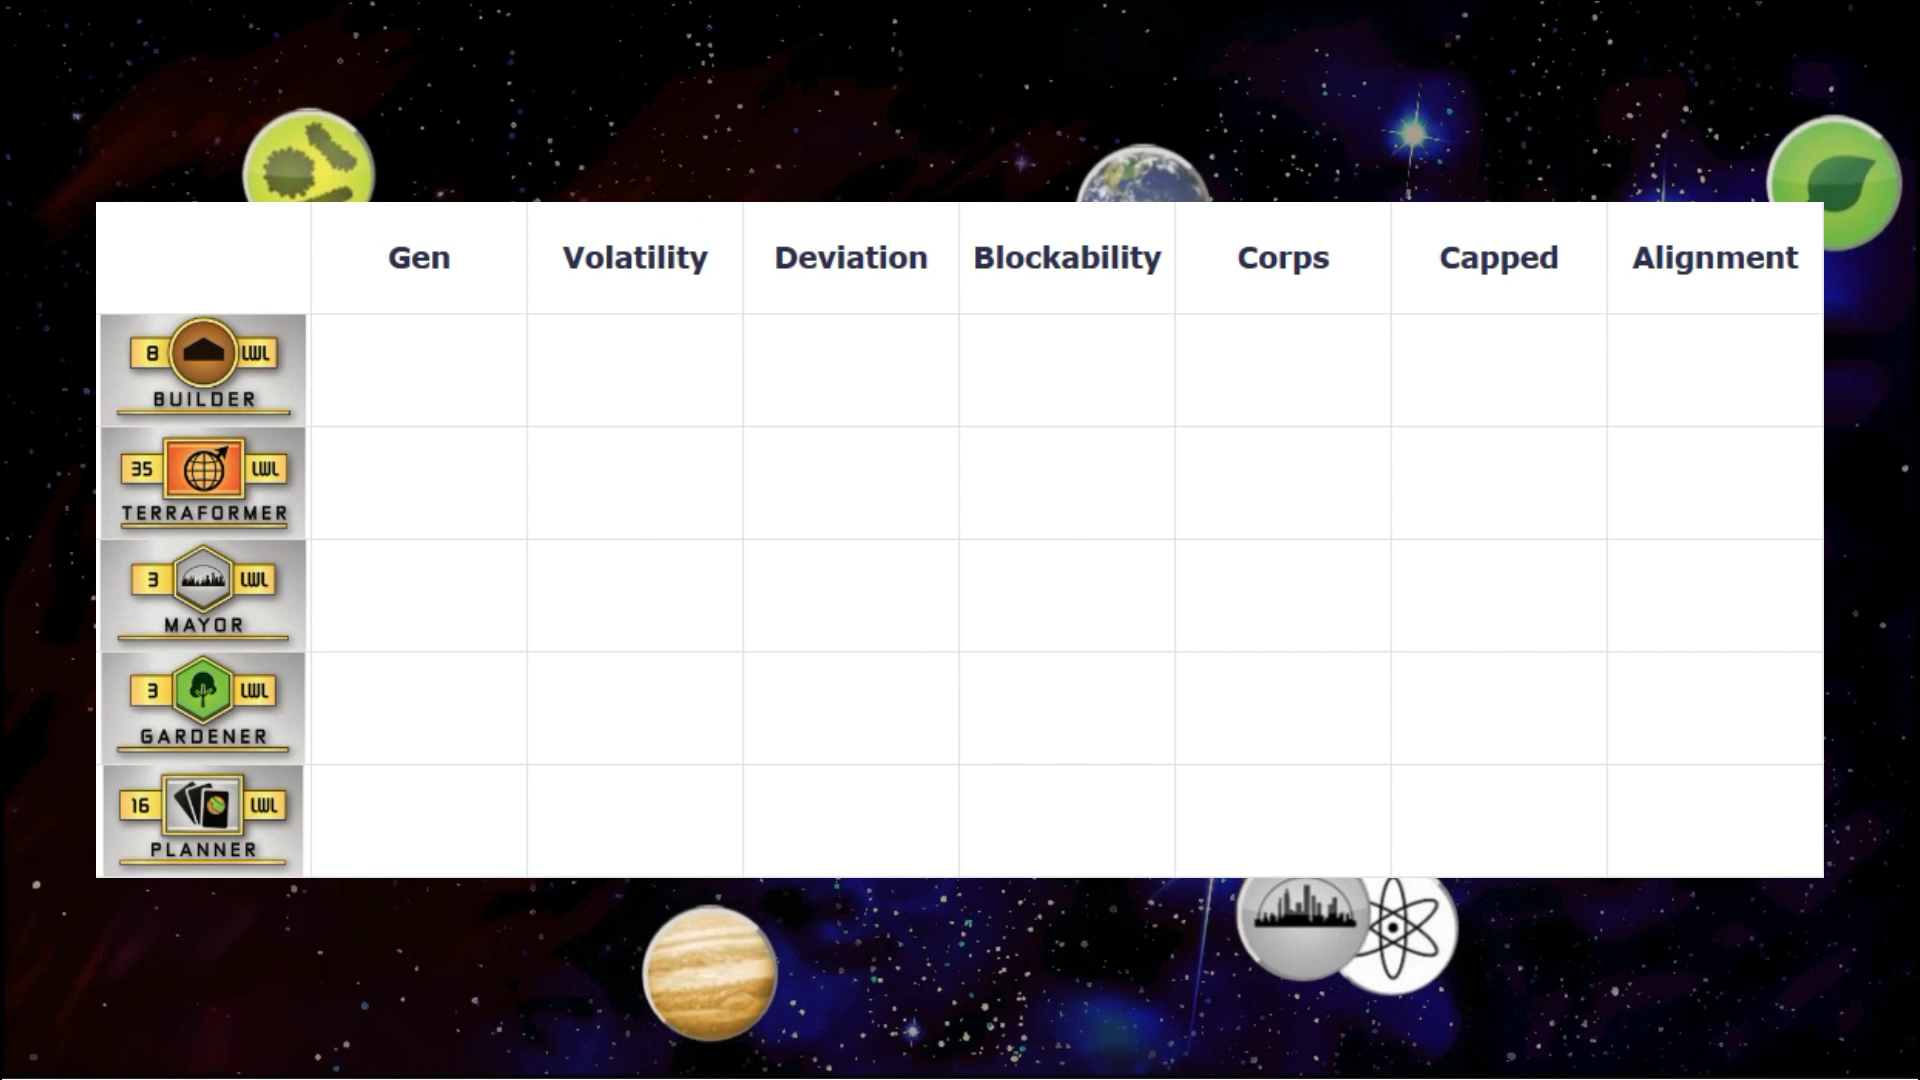 Gen Volatility Deviation Blockability Corps Capped Alignment
8 LWL
BUILDER
35 LWL
TERRAFORMER
3 LWL
MAYOR
3 LWL
GARDENER
16 LWL
PLANNER